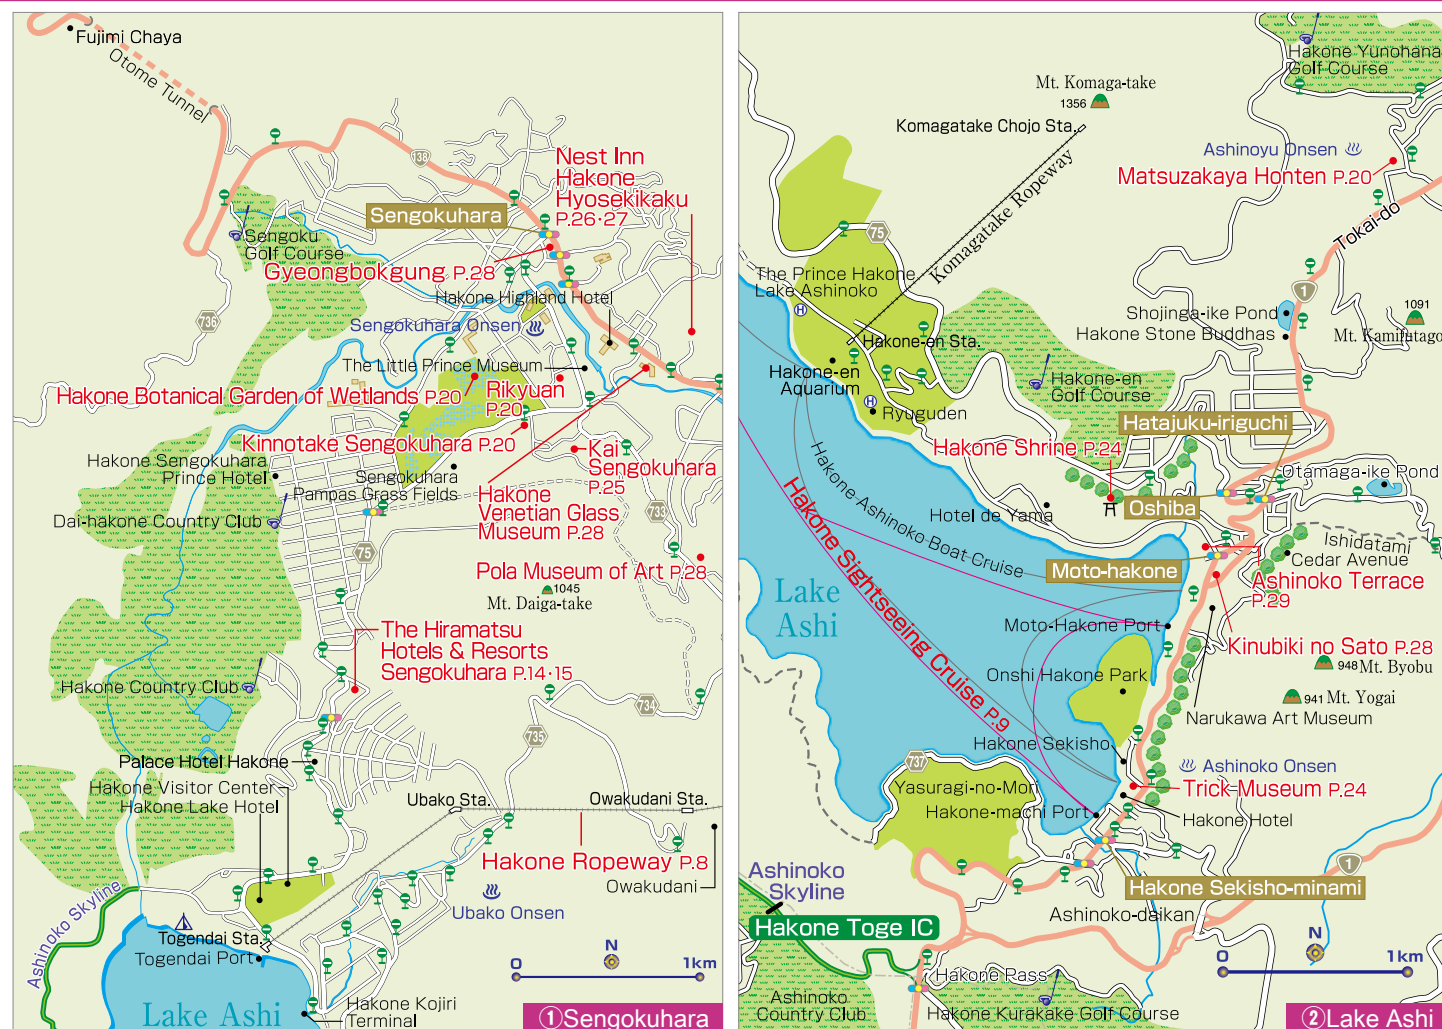 Fujimi Chaya
Otome Tunnel
138
Nest Inn
Hakone
Hyosekikaku
P.26・27
Sengokuhara
Sengoku
Golf Course
Gyeongbokgung P.28
Hakone Highland Hotel
736
Sengokuhara Onsen
The Little Prince Museum
Hakone Botanical Garden of Wetlands P.20
Rikyuan
P.20
Kinnotake Sengokuhara P.20
Kai
Sengokuhara
P.25
Hakone Sengokuhara
Prince Hotel
Sengokuhara
Pampas Grass Fields
Hakone
Venetian Glass
Museum P.28
733
Dai-hakone Country Club
75
Pola Museum of Art P.28
1045
Mt. Daiga-take
The Hiramatsu
Hotels & Resorts
Sengokuhara P.14・15
Hakone Country Club
734
735
Palace Hotel Hakone
Hakone Visitor Center
Hakone Lake Hotel
Ubako Sta.
Owakudani Sta.
Hakone Ropeway P.8
Owakudani
Ubako Onsen
Ashinoko Skyline
Togendai Sta.
Togendai Port
N
0
1km
Lake Ashi
Hakone Kojiri
Terminal
①Sengokuhara
Hakone Yunohana
Golf Course
Mt. Komaga-take
1356
Komagatake Chojo Sta.
Ashinoyu Onsen
Matsuzakaya Honten P.20
Komagatake Ropeway
Tokai-do
75
The Prince Hakone
Lake Ashinoko
H
1
Shojinga-ike Pond
Hakone Stone Buddhas
1091
Mt. Kamifutago
Hakone-en Sta.
Hakone-en
Aquarium
Hakone-en
Golf Course
H
Ryuguden
Hatajuku-iriguchi
Hakone Shrine P.24
Otamaga-ike Pond
Hotel de Yama
Oshiba
Hakone Ashinoko Boat Cruise
Hakone Sightseeing Cruise P.9
Ishidatami
Cedar Avenue
Moto-hakone
Ashinoko Terrace
P.29
Lake
Ashi
Moto-Hakone Port
Kinubiki no Sato P.28
948 Mt. Byobu
Onshi Hakone Park
941 Mt. Yogai
Narukawa Art Museum
Hakone Sekisho
737
Ashinoko Onsen
Yasuragi-no-Mori
Trick Museum P.24
Hakone-machi Port
Hakone Hotel
1
Ashinoko
Skyline
Hakone Sekisho-minami
Ashinoko-daikan
Hakone Toge IC
N
0
1km
Hakone Pass
Ashinoko
Country Club
Hakone Kurakake Golf Course
②Lake Ashi